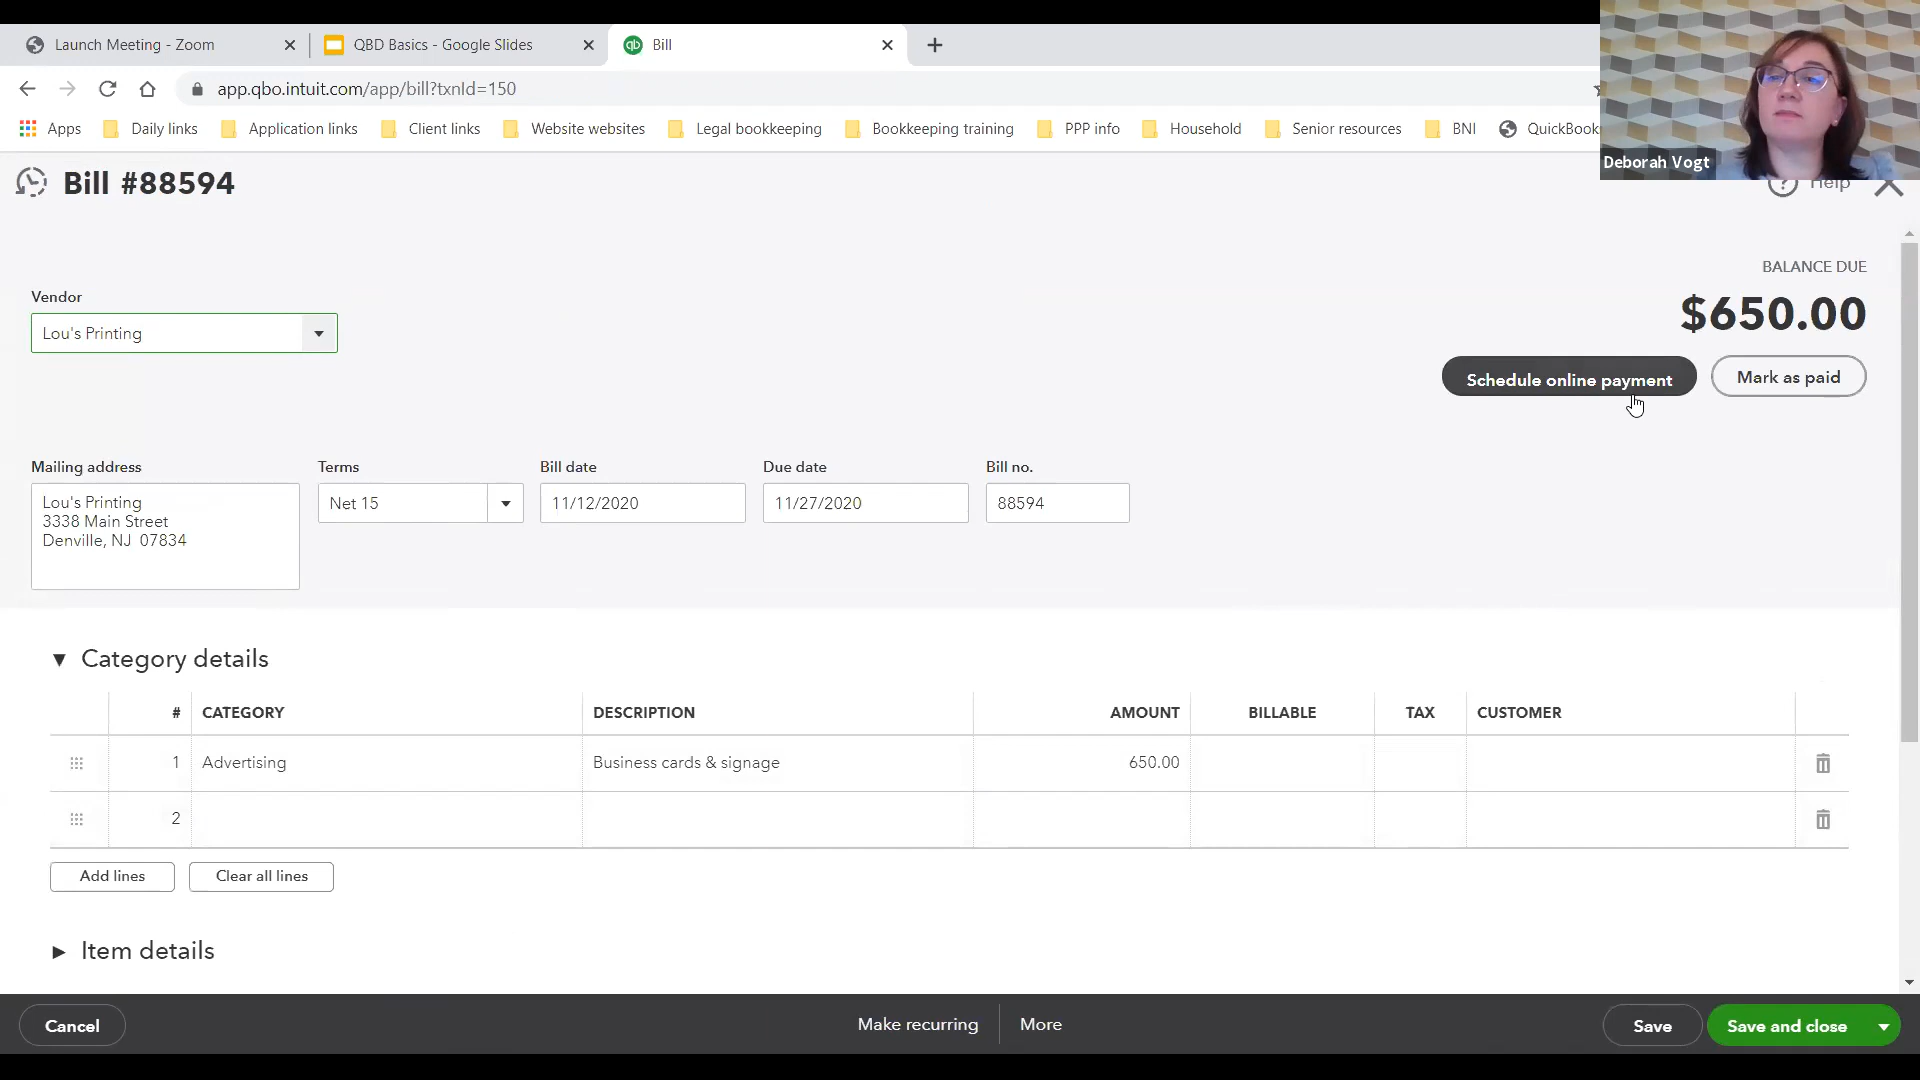 Launch Meeting - Zoom
QBD Basics - Google Slides
qb Bill
app.qbo.intuit.com/app/bill?txnId=150
Apps
Daily links
Application links
Client links
Website websites
Legal bookkeeping
Bookkeeping training
PPP info
Household
Senior resources
BNI
Deborah Vogt
Bill #88594
Help
BALANCE DUE
$650.00
Vendor
Lou's Printing
Schedule online payment
Mark as paid
Mailing address
Terms
Bill date
Due date
Bill no.
Lou's Printing
3338 Main Street
Denville, NJ 07834
Net 15
11/12/2020
11/27/2020
88594
Category details
# CATEGORY DESCRIPTION AMOUNT BILLABLE TAX CUSTOMER
1 Advertising Business cards & signage 650.00
2
Add lines
Clear all lines
Item details
Cancel
Make recurring
More
Save
Save and close